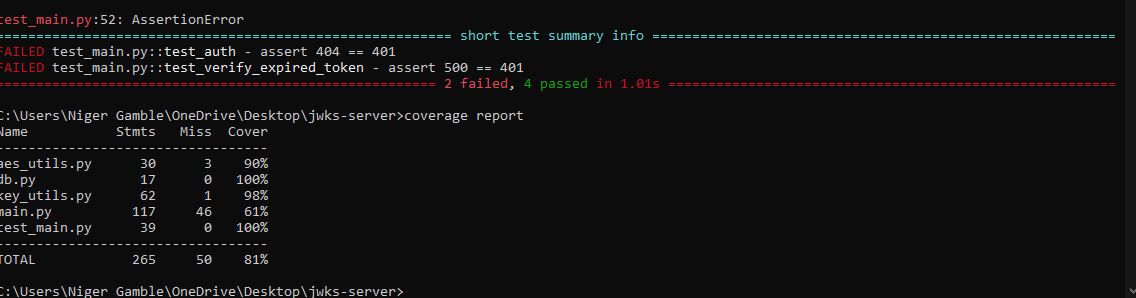 test_main.py:52: AssertionError
========================================================= short test summary info ==========================================================
FAILED test_main.py::test_auth - assert 404 == 401
FAILED test_main.py::test_verify_expired_token - assert 500 == 401
======================================================= 2 failed, 4 passed in 1.01s ========================================================
C:\Users\Niger Gamble\OneDrive\Desktop\jwks-server>coverage report
Name           Stmts   Miss  Cover
----------------------------------
aes_utils.py      30      3    90%
db.py             17      0   100%
key_utils.py      62      1    98%
main.py          117     46    61%
test_main.py      39      0   100%
----------------------------------
TOTAL            265     50    81%
C:\Users\Niger Gamble\OneDrive\Desktop\jwks-server>